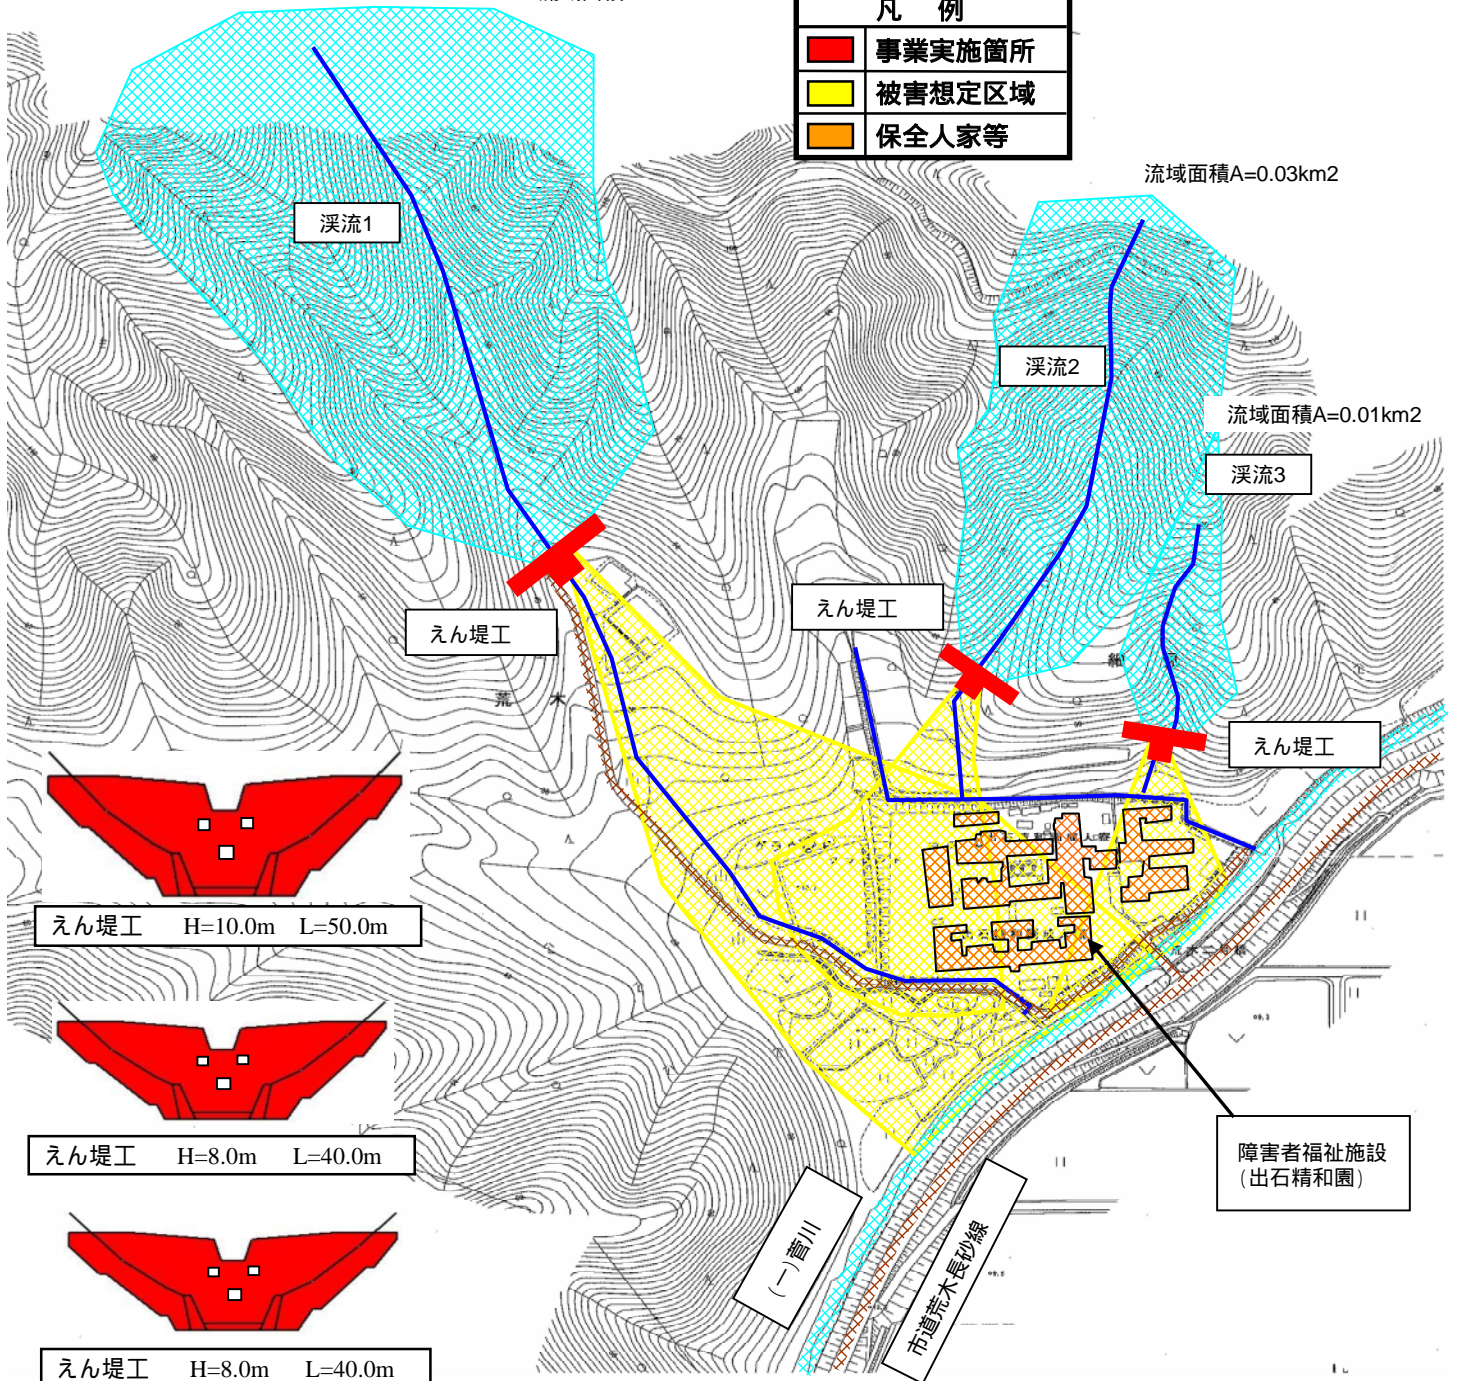 凡 例
事業実施箇所
被害想定区域
保全人家等
流域面積A=0.03km2
渓流1
渓流2
流域面積A=0.01km2
渓流3
えん堤工
えん堤工
えん堤工
荒 木
えん堤工 H=10.0m L=50.0m
えん堤工 H=8.0m L=40.0m
えん堤工 H=8.0m L=40.0m
障害者福祉施設
(出石精和園)
(一)菅川
市道荒木長砂線